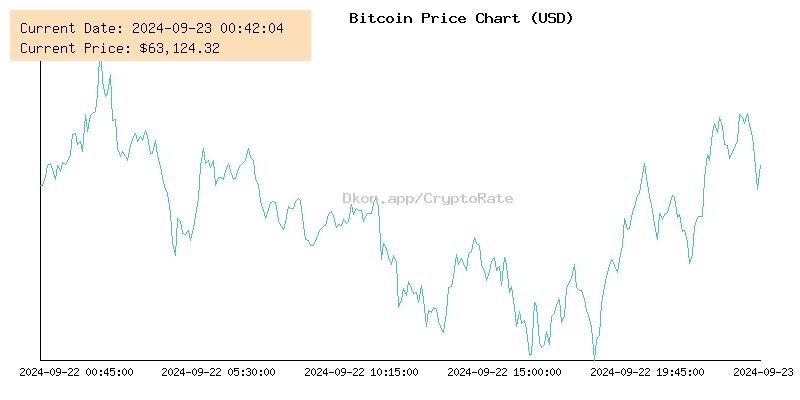 Bitcoin Price Chart (USD)
Current Date: 2024-09-23 00:42:04
Current Price: $63,124.32
Dkon.app/CryptoRate
2024-09-22 00:45:00 2024-09-22 05:30:00 2024-09-22 10:15:00 2024-09-22 15:00:00 2024-09-22 19:45:00 2024-09-23